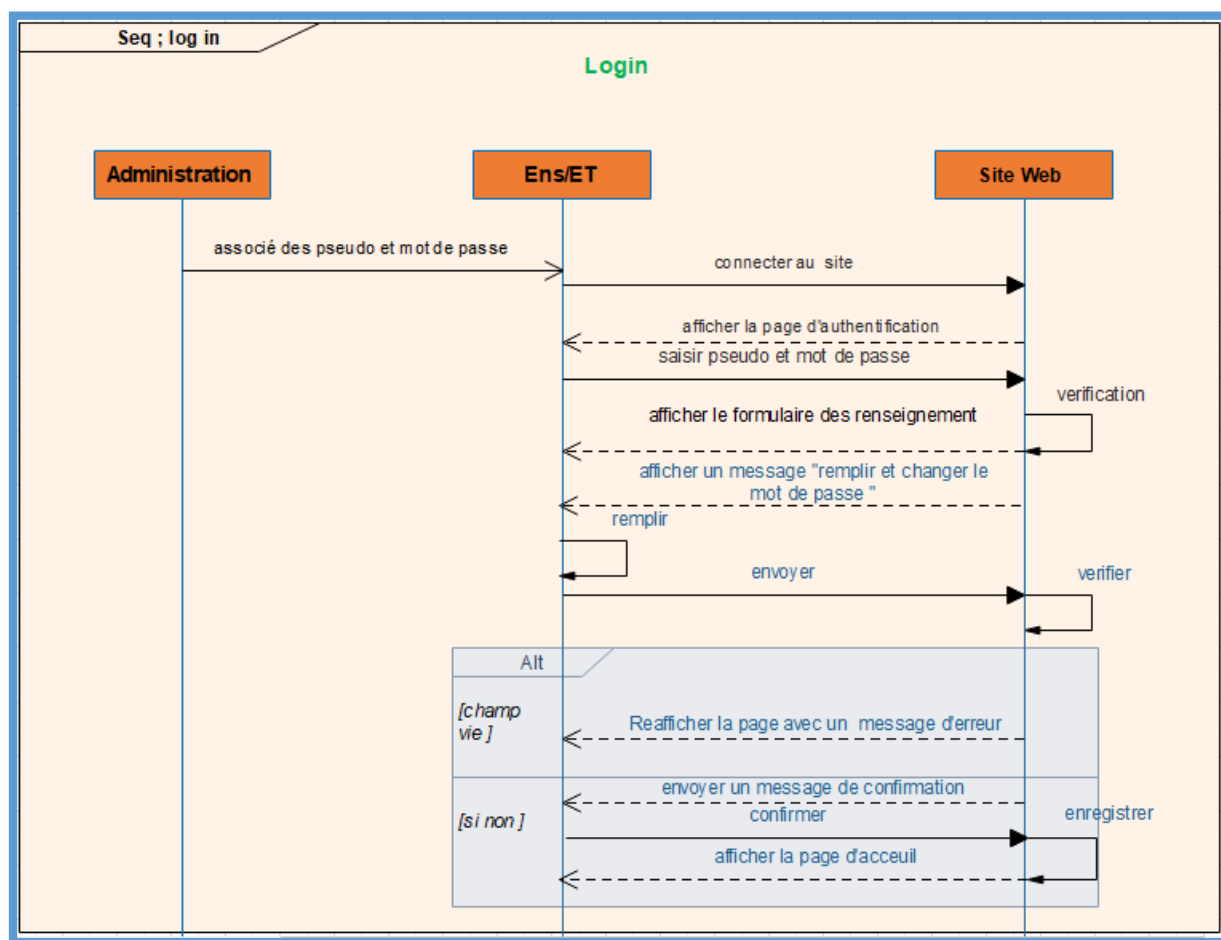 Seq ; log in
Login
Administration
Ens/ET
Site Web
associé des pseudo et mot de passe
connecter au site
afficher la page d'authentification
saisir pseudo et mot de passe
verification
afficher le formulaire des renseignement
afficher un message "remplir et changer le
mot de passe "
remplir
envoyer
verifier
Alt
[champ
vie ]
Reafficher la page avec un message d'erreur
envoyer un message de confirmation
[si non ]
confirmer
enregistrer
afficher la page d'acceuil